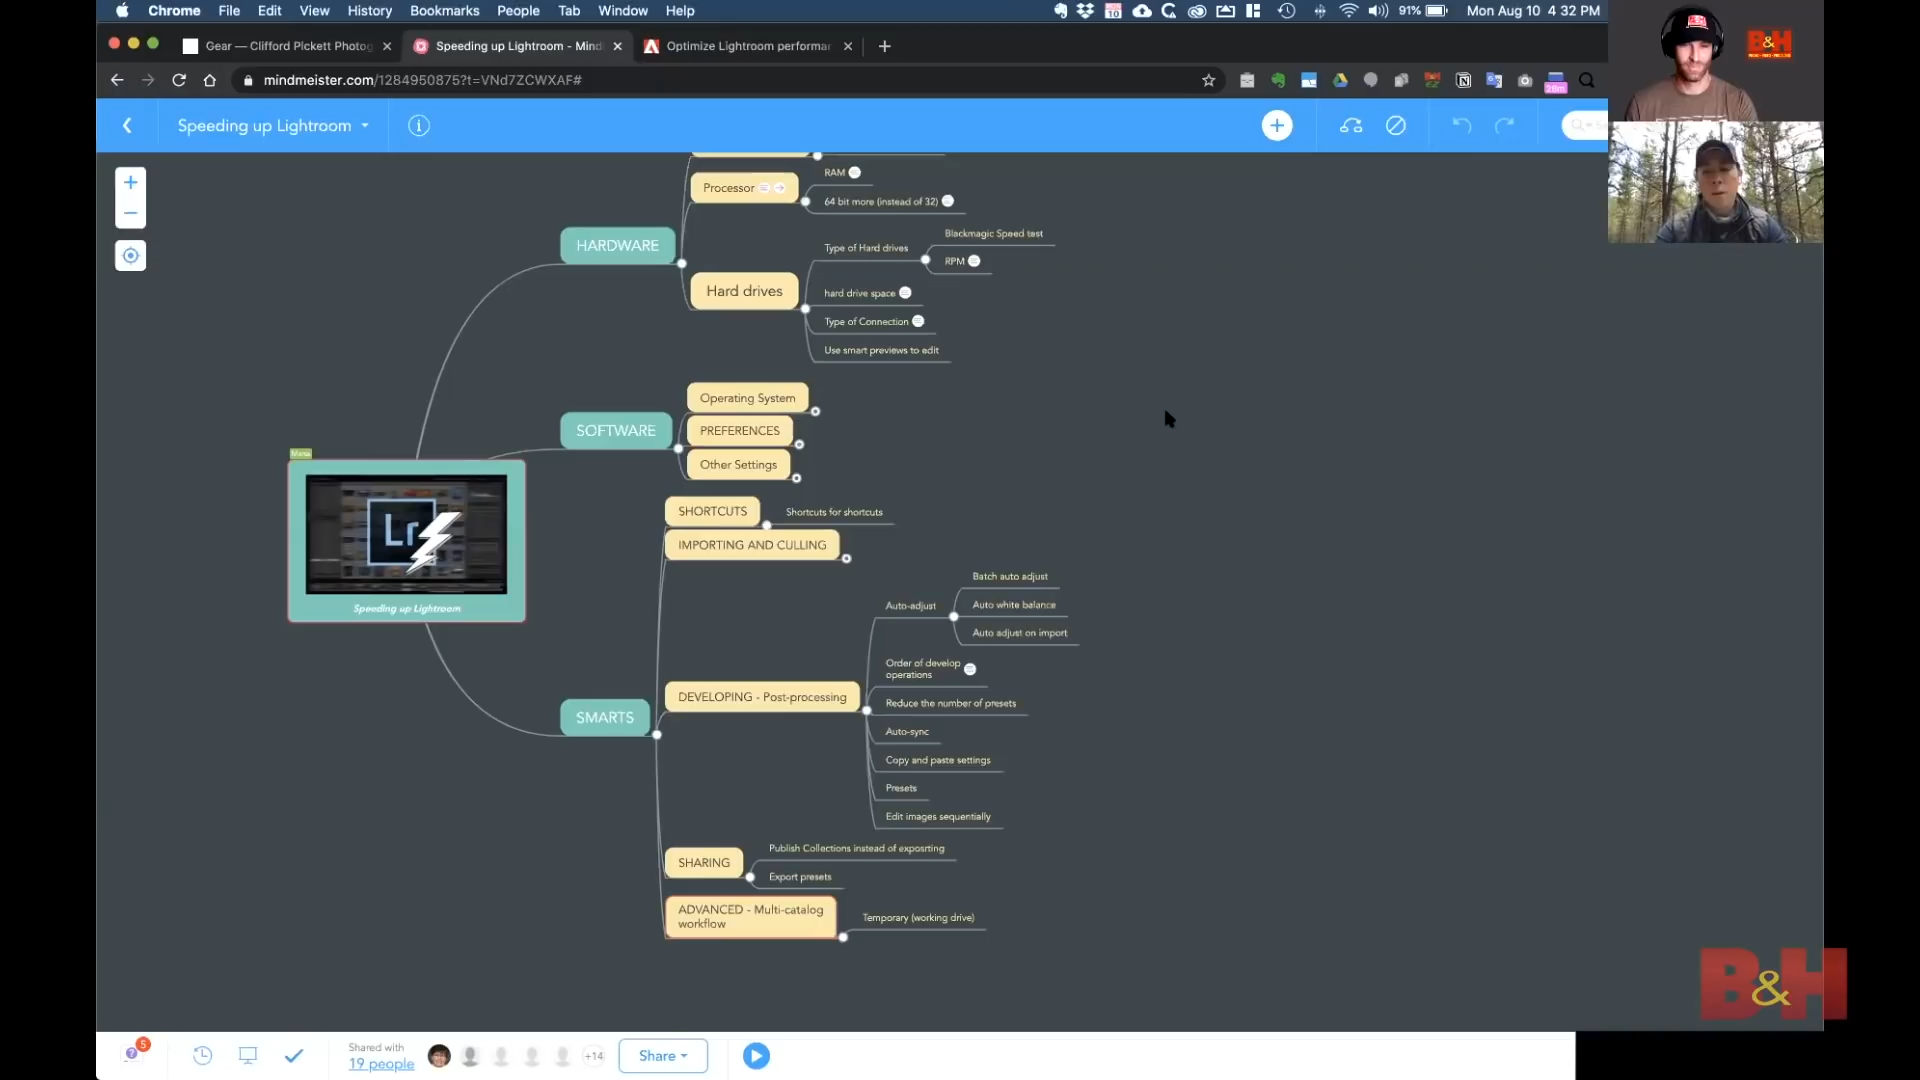 Chrome File Edit View History Bookmarks People Tab Window Help
10
91% Mon Aug 10 4 32 PM
Gear — Clifford Pickett Photog
Speeding up Lightroom - Mind
Optimize Lightroom performan
mindmeister.com/1284950875?t=VNd7ZCWXAF#
28m
B&H
Speeding up Lightroom
HARDWARE
Processor
RAM
64 bit more (instead of 32)
Hard drives
Type of Hard drives
Blackmagic Speed test
RPM
hard drive space
Type of Connection
Use smart previews to edit
SOFTWARE
Operating System
PREFERENCES
Other Settings
Lr
Speeding up Lightroom
SMARTS
SHORTCUTS
Shortcuts for shortcuts
IMPORTING AND CULLING
DEVELOPING - Post-processing
Auto-adjust
Batch auto adjust
Auto white balance
Auto adjust on import
Order of develop
operations
Reduce the number of presets
Auto-sync
Copy and paste settings
Presets
Edit images sequentially
SHARING
Publish Collections instead of exposrting
Export presets
ADVANCED - Multi-catalog
workflow
Temporary (working drive)
B&H
5
Shared with
19 people
+14
Share